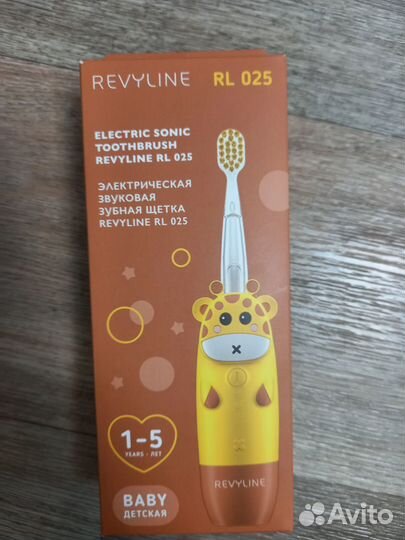 REVYLINE RL 025
ELECTRIC SONIC
TOOTHBRUSH
REVYLINE RL 025
ЭЛЕКТРИЧЕСКАЯ
ЗВУКОВАЯ
ЗУБНАЯ ЩЕТКА
REVYLINE RL 025
1-5
YEARS - ЛЕТ
BABY
ДЕТСКАЯ
REVYLINE
Avito